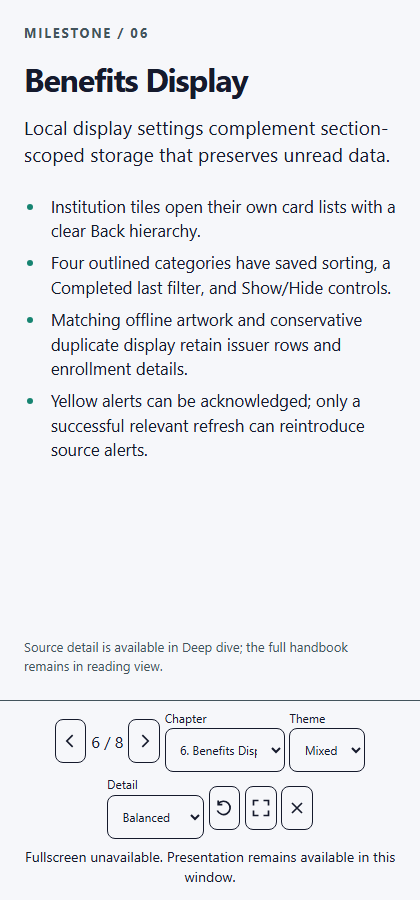 MILESTONE / 06
Benefits Display
Local display settings complement section-
scoped storage that preserves unread data.
Institution tiles open their own card lists with a
clear Back hierarchy.
Four outlined categories have saved sorting, a
Completed last filter, and Show/Hide controls.
Matching offline artwork and conservative
duplicate display retain issuer rows and
enrollment details.
Yellow alerts can be acknowledged; only a
successful relevant refresh can reintroduce
source alerts.
Source detail is available in Deep dive; the full handbook
remains in reading view.
Chapter
Theme
6 / 8
6. Benefits Disp
Mixed
Detail
Balanced
Fullscreen unavailable. Presentation remains available in this
window.